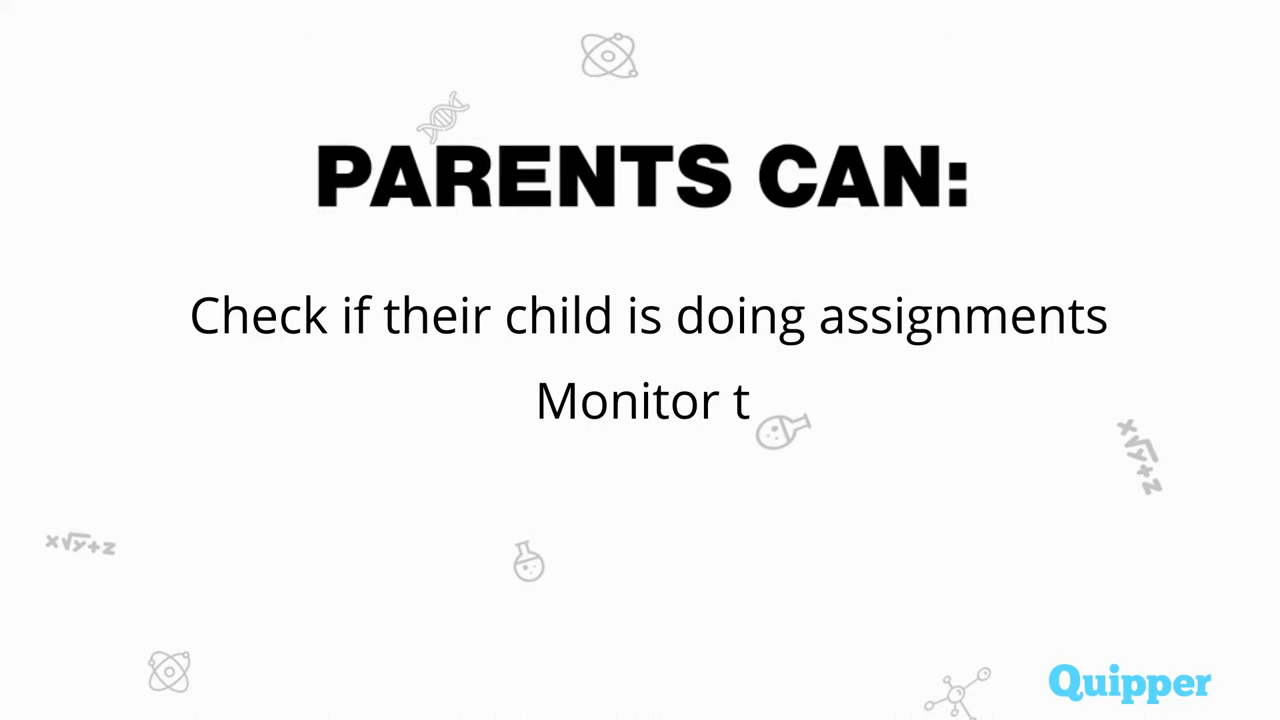 PARENTS CAN:
Check if their child is doing assignments
Monitor t
x√y+z
x√y+z
Quipper